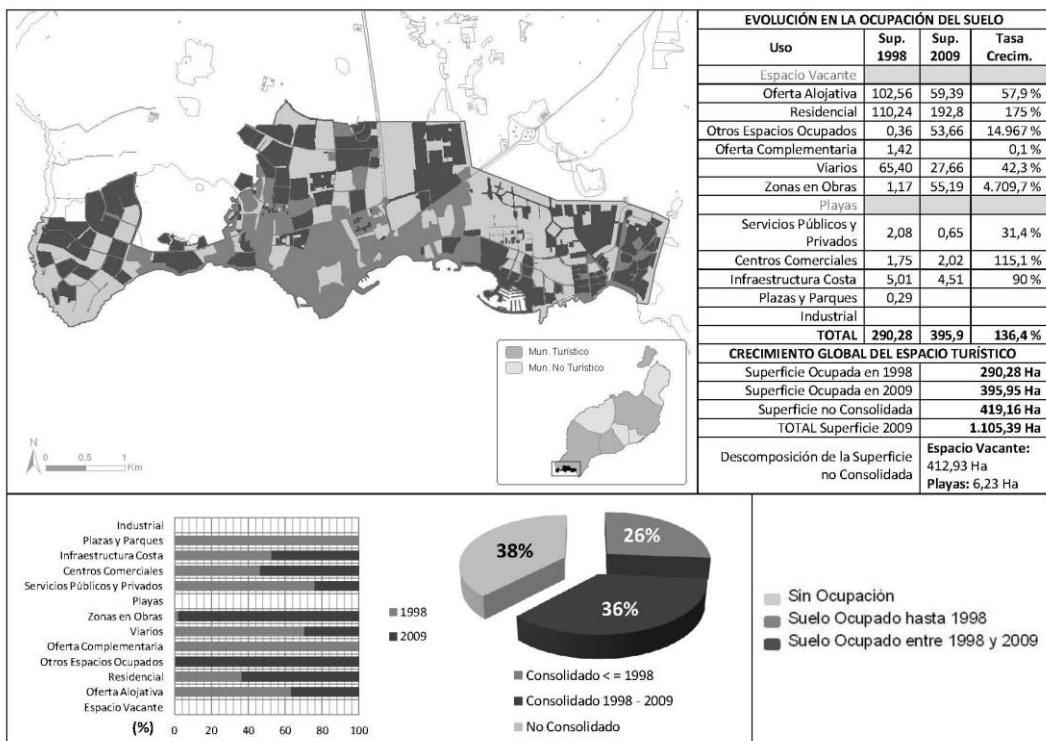 EVOLUCIÓN EN LA OCUPACIÓN DEL SUELO
Uso Sup. 1998 Sup. 2009 Tasa Crecim.
Espacio Vacante
Oferta Alojativa 102,56 59,39 57,9 %
Residencial 110,24 192,8 175 %
Otros Espacios Ocupados 0,36 53,66 14.967 %
Oferta Complementaria 1,42 0,1 %
Viarios 65,40 27,66 42,3 %
Zonas en Obras 1,17 55,19 4.709,7 %
Playas
Servicios Públicos y Privados 2,08 0,65 31,4 %
Centros Comerciales 1,75 2,02 115,1 %
Infraestructura Costa 5,01 4,51 90 %
Plazas y Parques 0,29
Industrial
TOTAL 290,28 395,9 136,4 %
CRECIMIENTO GLOBAL DEL ESPACIO TURÍSTICO
Superficie Ocupada en 1998 290,28 Ha
Superficie Ocupada en 2009 395,95 Ha
Superficie no Consolidada 419,16 Ha
TOTAL Superficie 2009 1.105,39 Ha
Descomposición de la Superficie no Consolidada
Espacio Vacante:
412,93 Ha
Playas: 6,23 Ha
Mun. Turístico
Mun. No Turístico
N
0 0,5 1
Km
Industrial
Plazas y Parques
Infraestructura Costa
Centros Comerciales
Servicios Públicos y Privados
Playas
Zonas en Obras
Viarios
Oferta Complementaria
Otros Espacios Ocupados
Residencial
Oferta Alojativa
Espacio Vacante
(%) 0 20 40 60 80 100
1998
2009
38%
26%
36%
Consolidado < = 1998
Consolidado 1998 - 2009
No Consolidado
Sin Ocupación
Suelo Ocupado hasta 1998
Suelo Ocupado entre 1998 y 2009